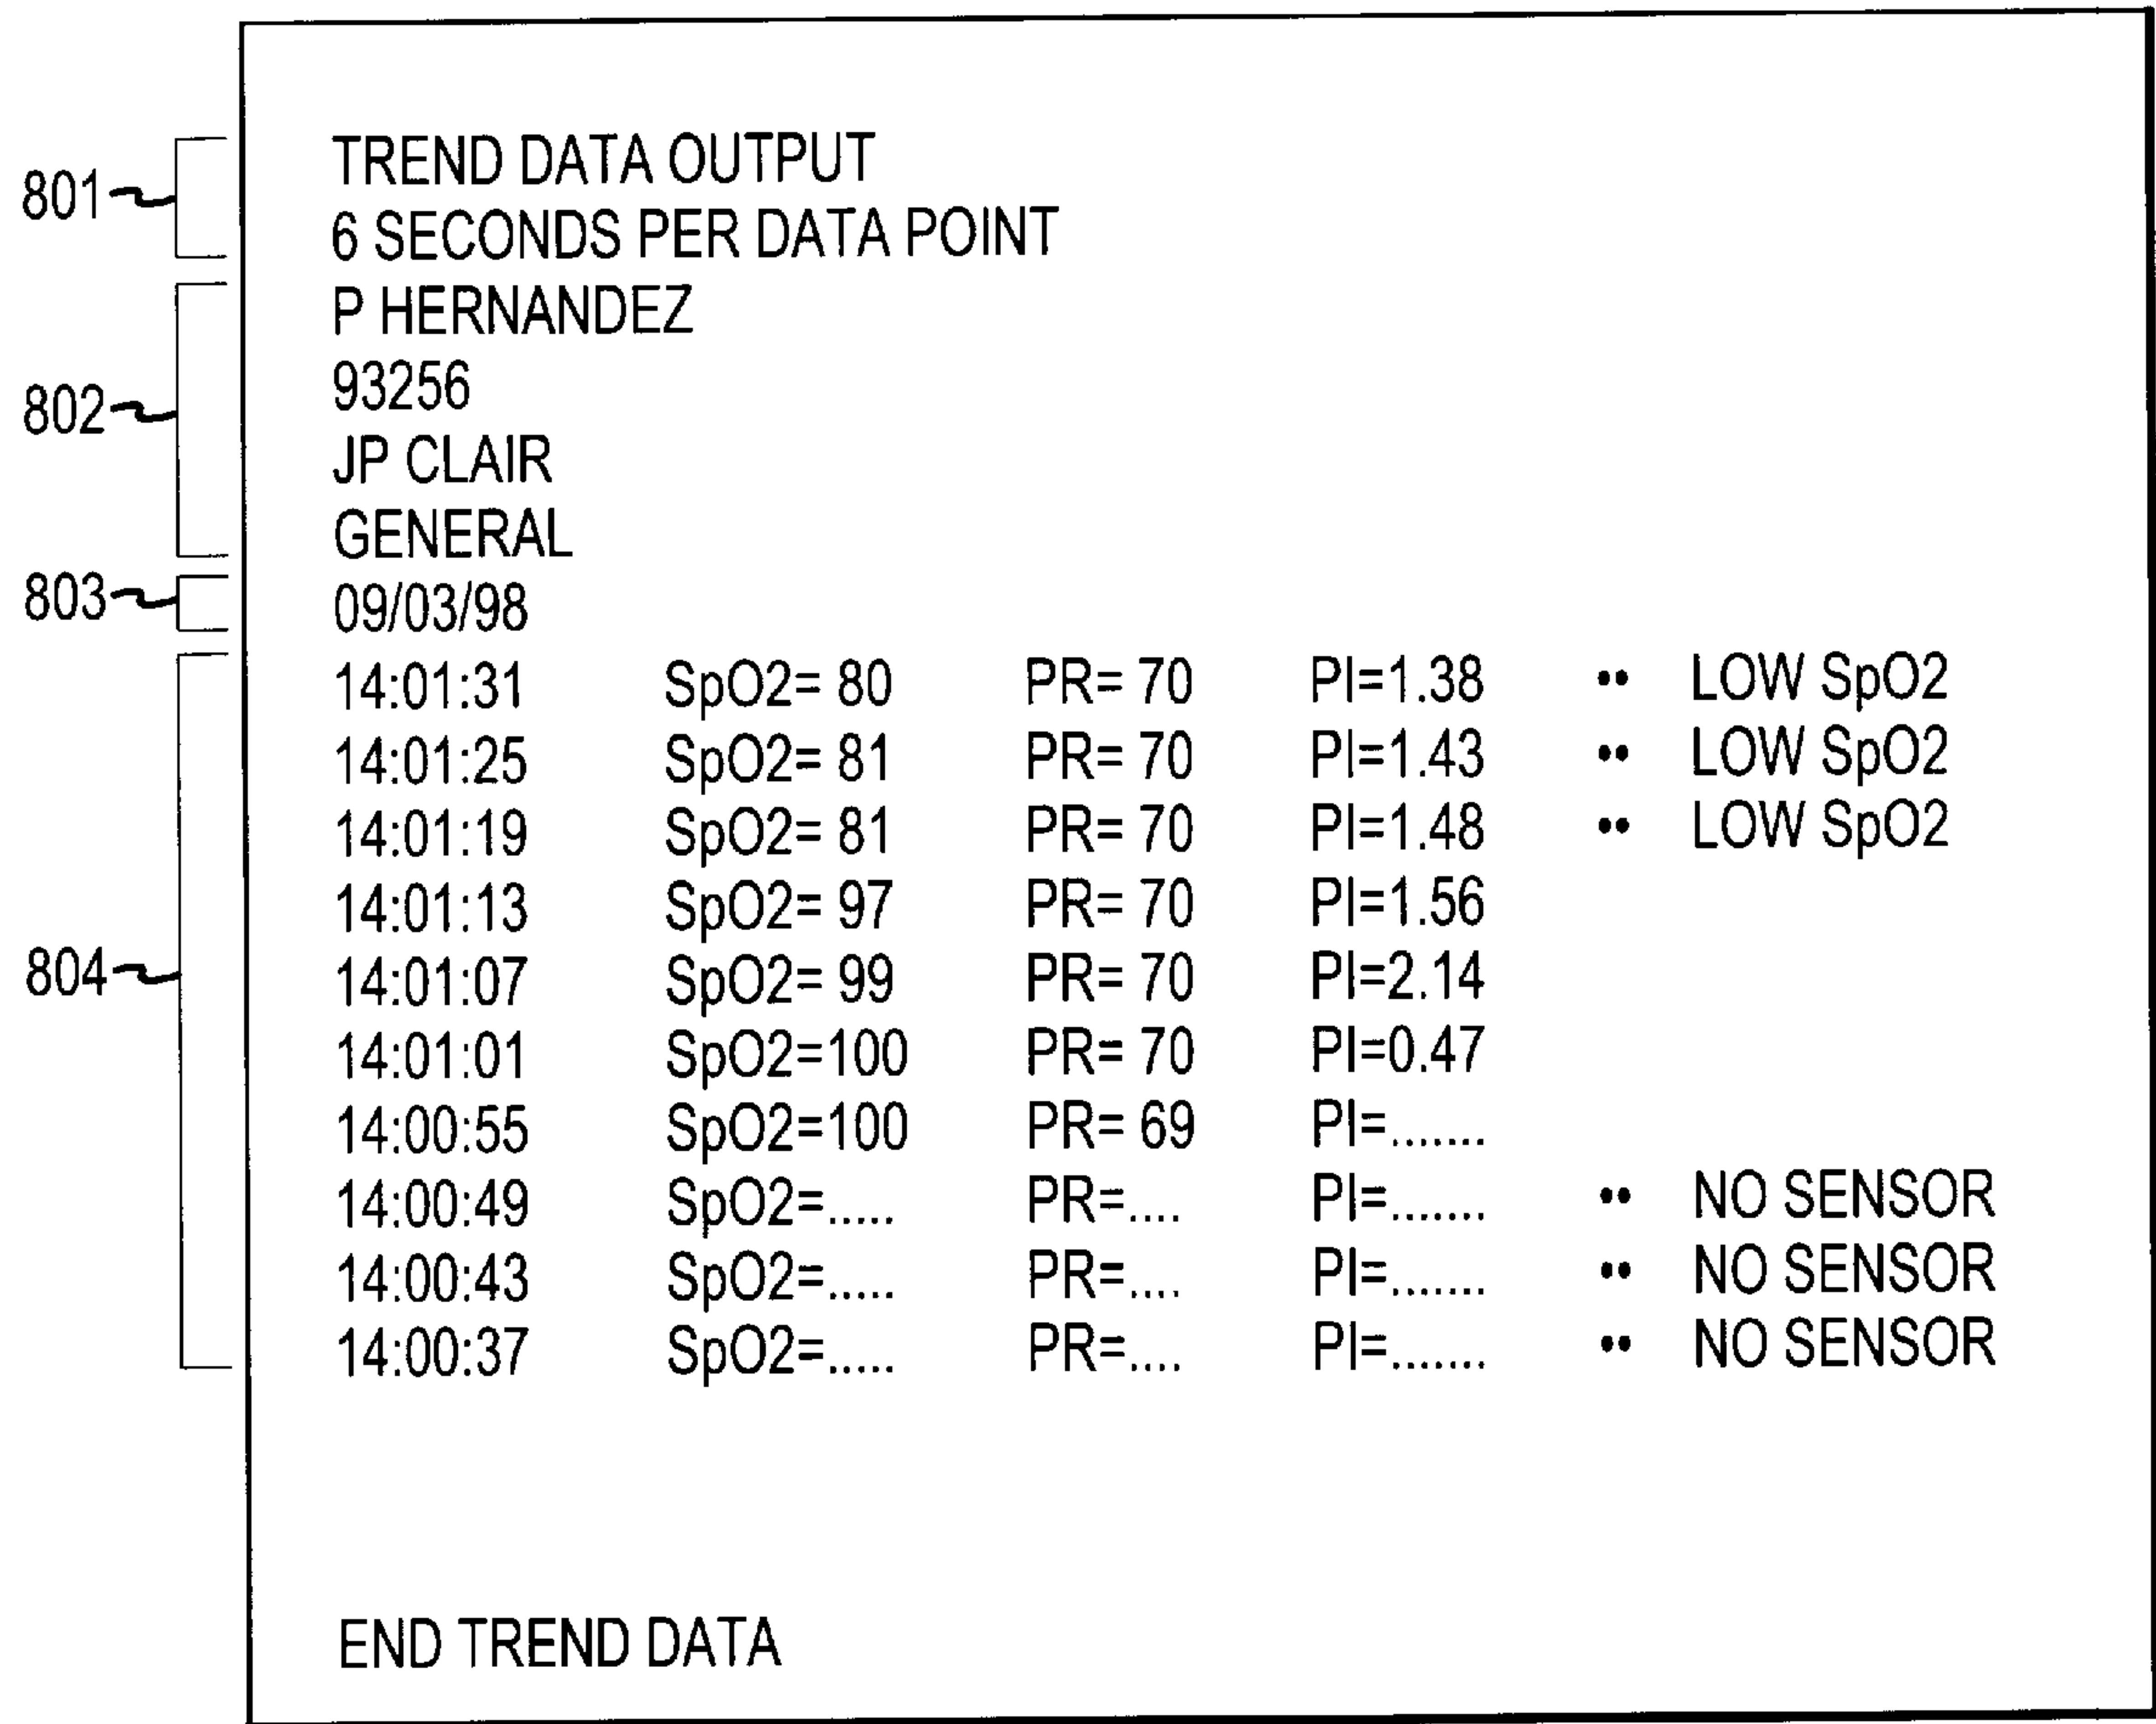 TREND DATA OUTPUT
801
6 SECONDS PER DATA POINT
P HERNANDEZ
93256
802
JP CLAIR
GENERAL
803
09/03/98
14:01:31 SpO2= 80 PR= 70 PI=1.38 •• LOW SpO2
14:01:25 SpO2= 81 PR= 70 PI=1.43 •• LOW SpO2
14:01:19 SpO2= 81 PR= 70 PI=1.48 •• LOW SpO2
14:01:13 SpO2= 97 PR= 70 PI=1.56
804
14:01:07 SpO2= 99 PR= 70 PI=2.14
14:01:01 SpO2=100 PR= 70 PI=0.47
14:00:55 SpO2=100 PR= 69 PI=.......
14:00:49 SpO2=..... PR=.... PI=....... •• NO SENSOR
14:00:43 SpO2=..... PR=.... PI=....... •• NO SENSOR
14:00:37 SpO2=..... PR=.... PI=....... •• NO SENSOR
END TREND DATA